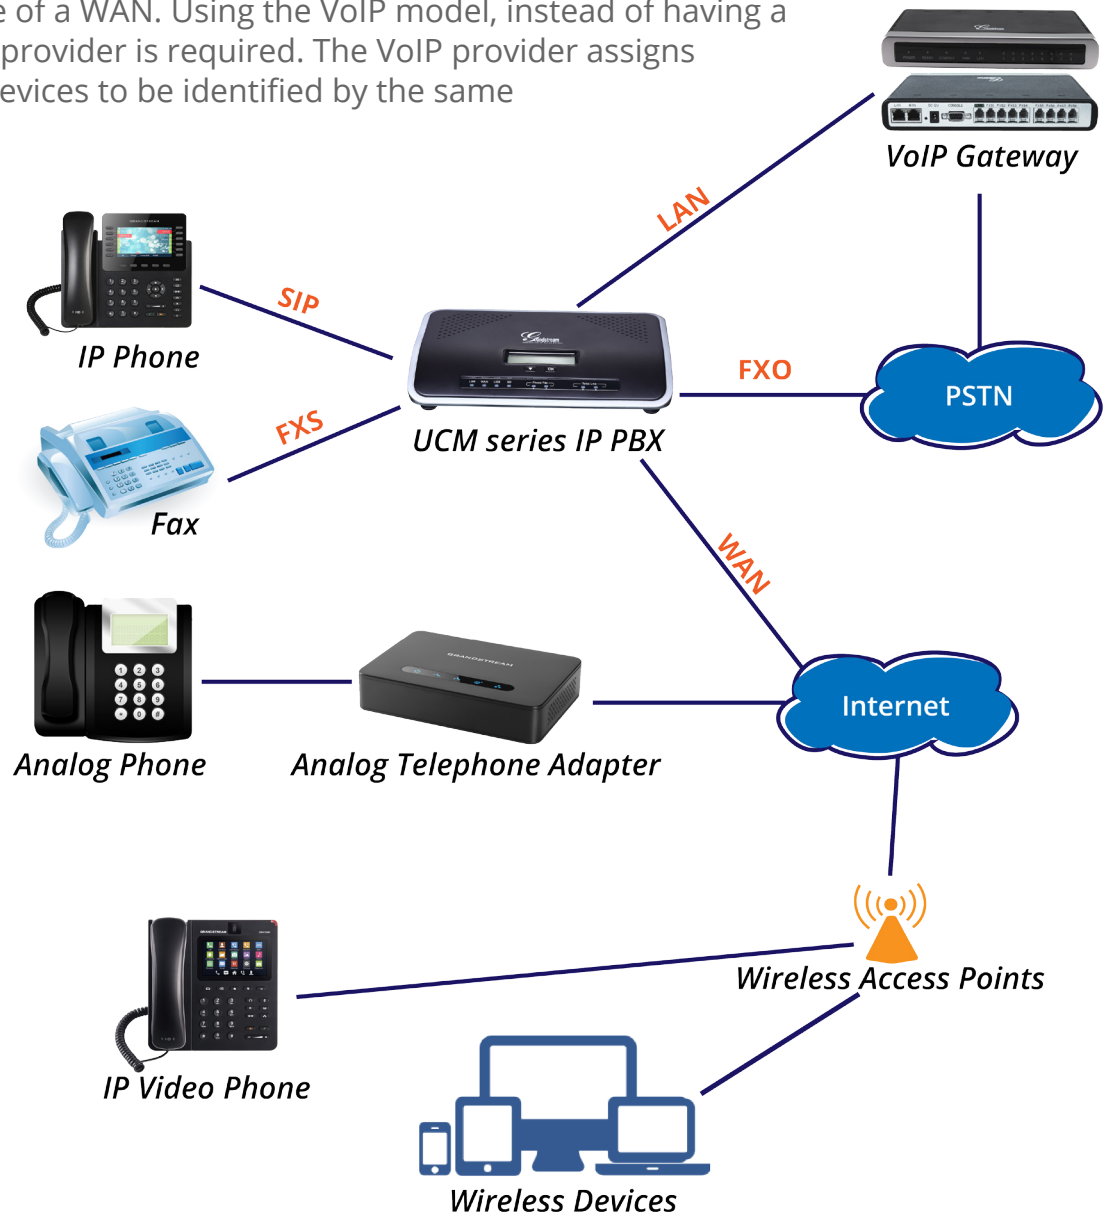 e of a WAN. Using the VoIP model, instead of having a
provider is required. The VoIP provider assigns
evices to be identified by the same
VoIP Gateway
LAN
SIP
IP Phone
FXO
PSTN
FXS
UCM series IP PBX
Fax
WAN
GRANDSTREAM
Internet
Analog Phone
Analog Telephone Adapter
Wireless Access Points
IP Video Phone
Wireless Devices